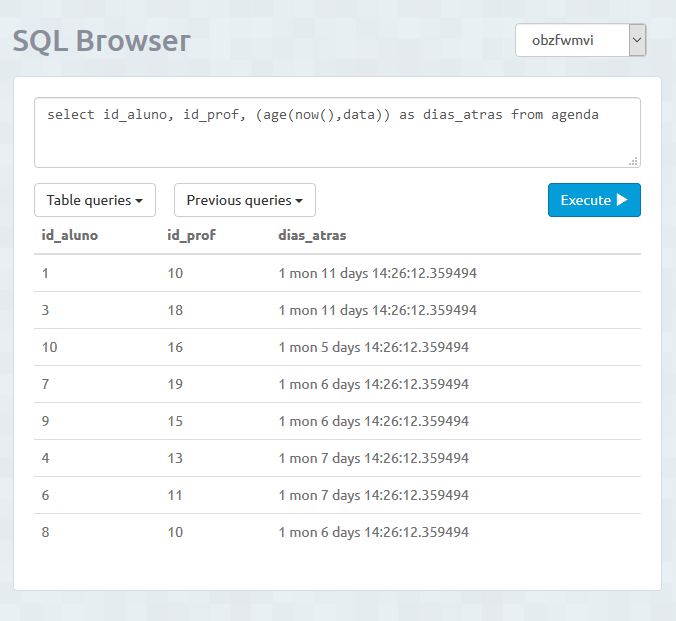 SQL Browser
obzfwmvi
select id_aluno, id_prof, (age(now(),data)) as dias_atras from agenda
Table queries Previous queries Execute
id_aluno id_prof dias_atras
1 10 1 mon 11 days 14:26:12.359494
3 18 1 mon 11 days 14:26:12.359494
10 16 1 mon 5 days 14:26:12.359494
7 19 1 mon 6 days 14:26:12.359494
9 15 1 mon 6 days 14:26:12.359494
4 13 1 mon 7 days 14:26:12.359494
6 11 1 mon 7 days 14:26:12.359494
8 10 1 mon 6 days 14:26:12.359494